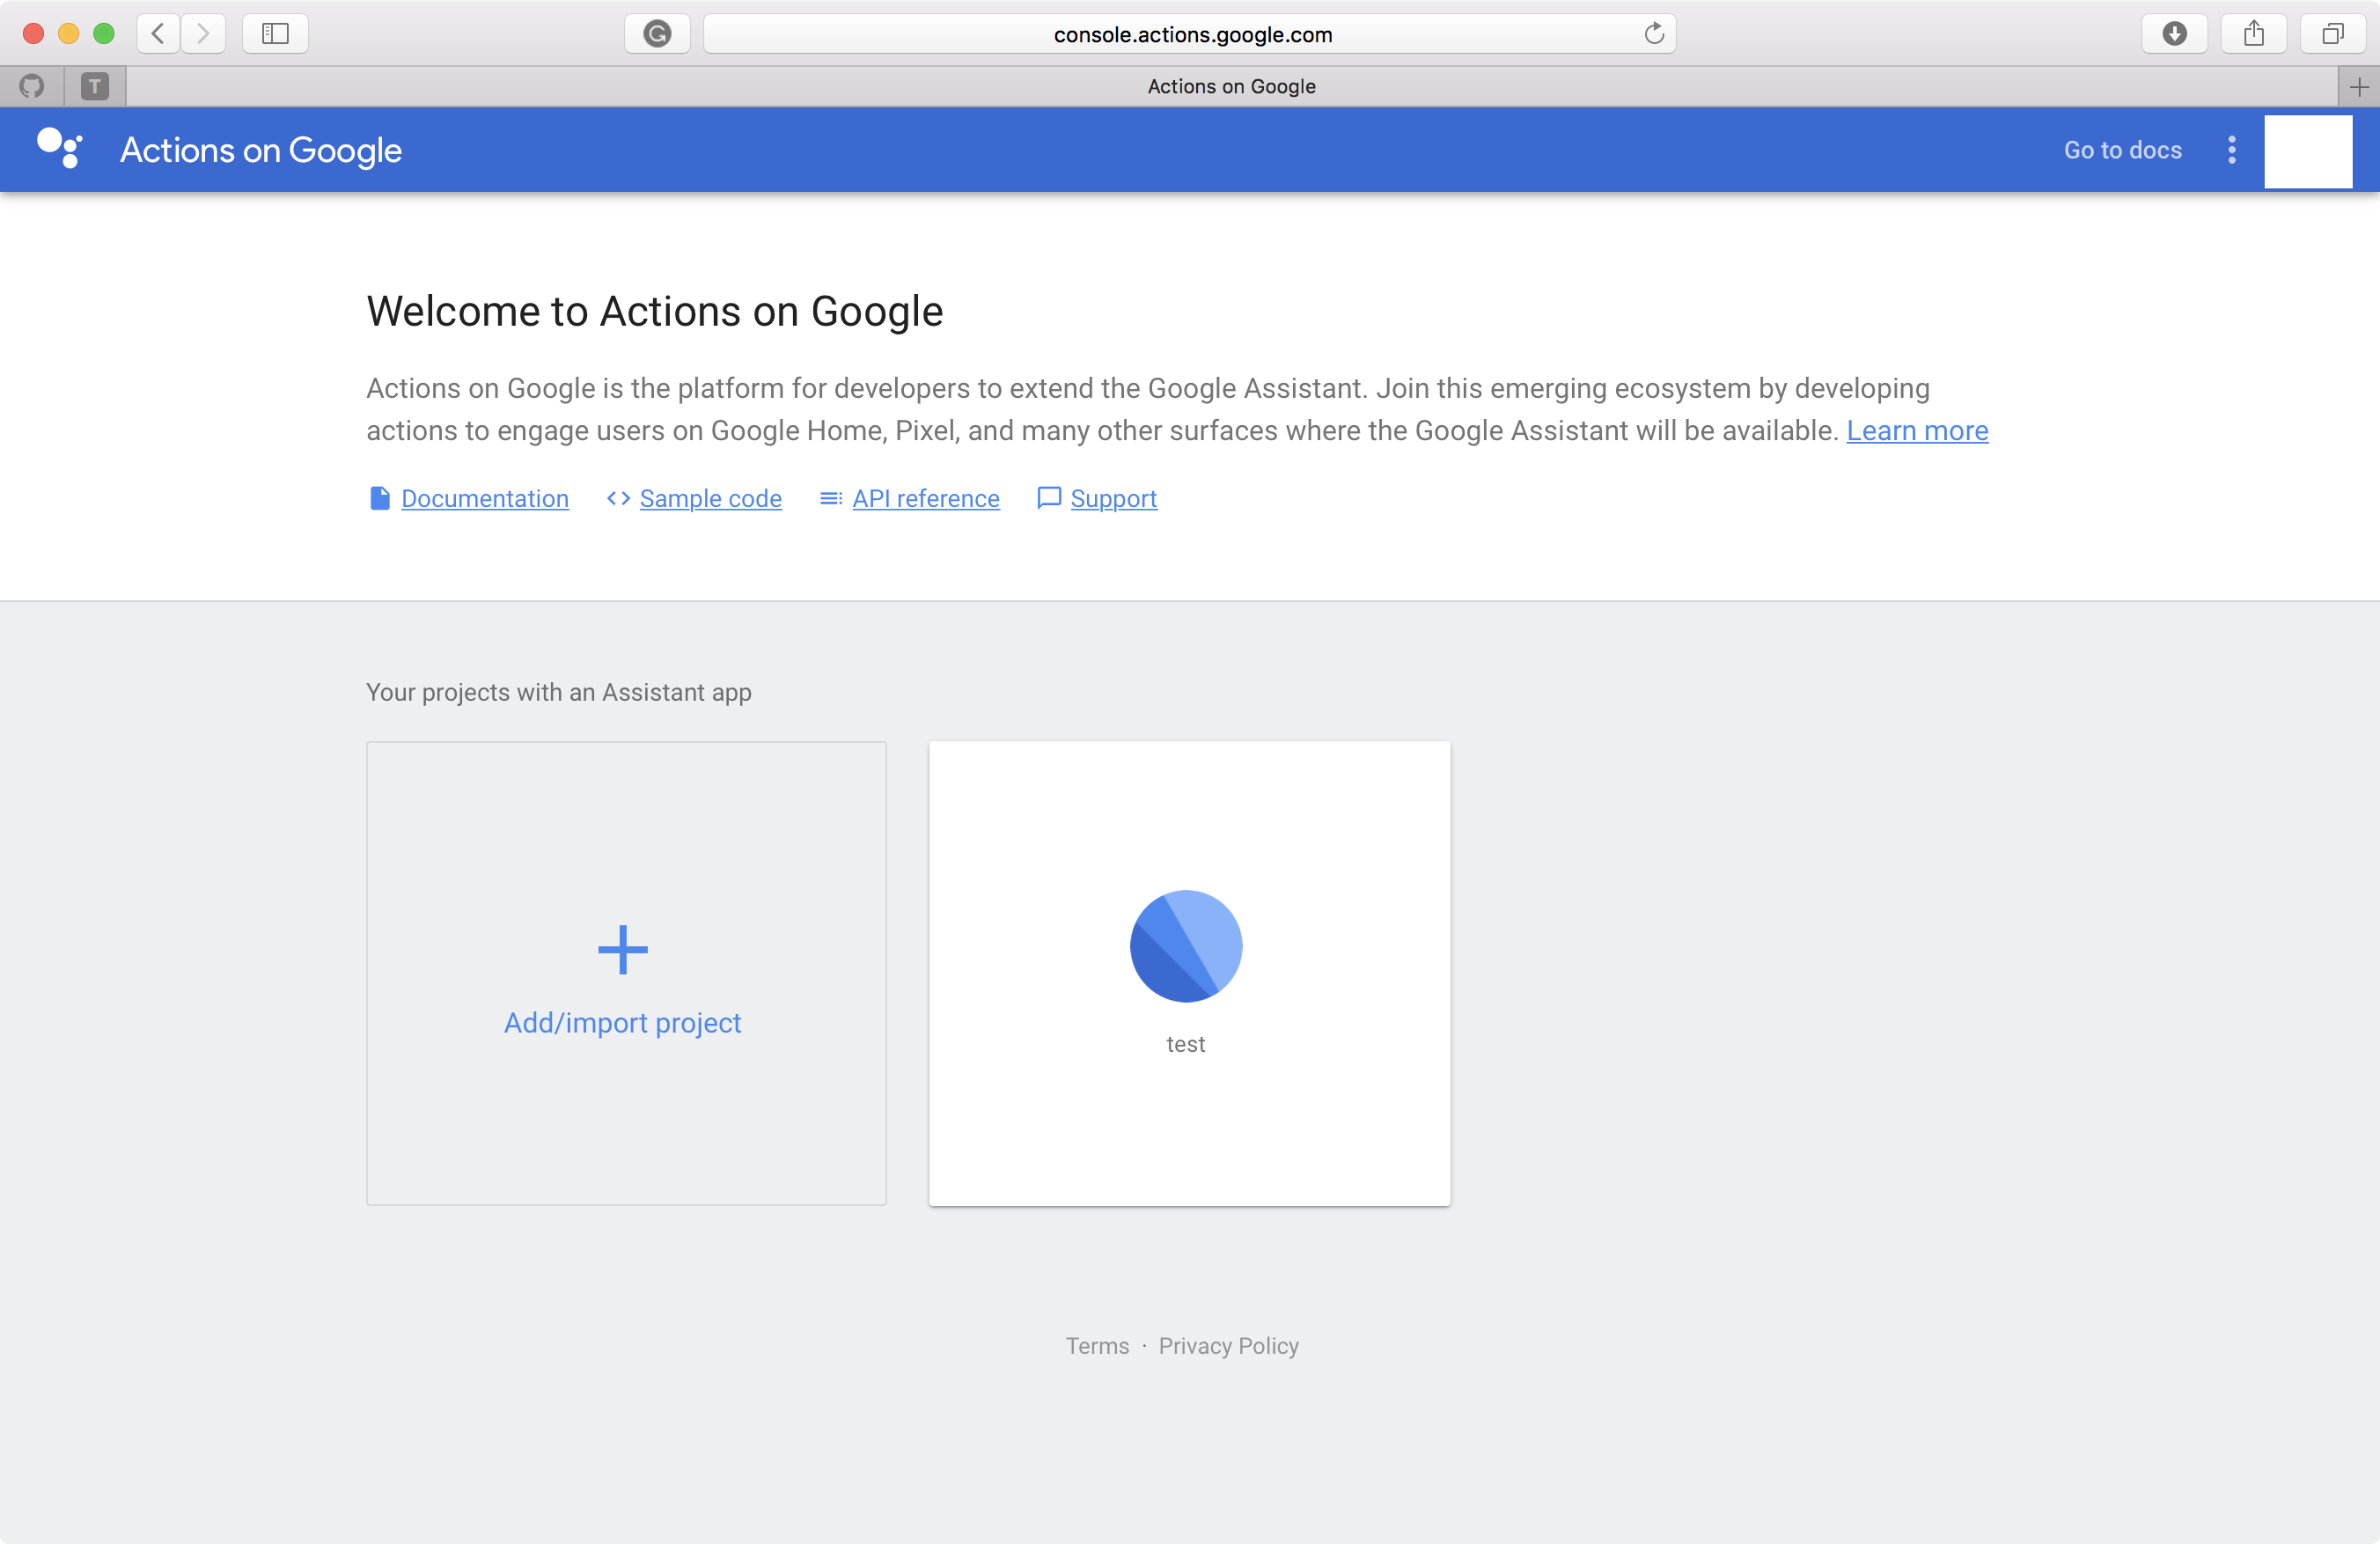 console.actions.google.com
T
Actions on Google
Actions on Google
Go to docs
Welcome to Actions on Google
Actions on Google is the platform for developers to extend the Google Assistant. Join this emerging ecosystem by developing
actions to engage users on Google Home, Pixel, and many other surfaces where the Google Assistant will be available. Learn more
Documentation
Sample code
API reference
Support
Your projects with an Assistant app
Add/import project
test
Terms · Privacy Policy